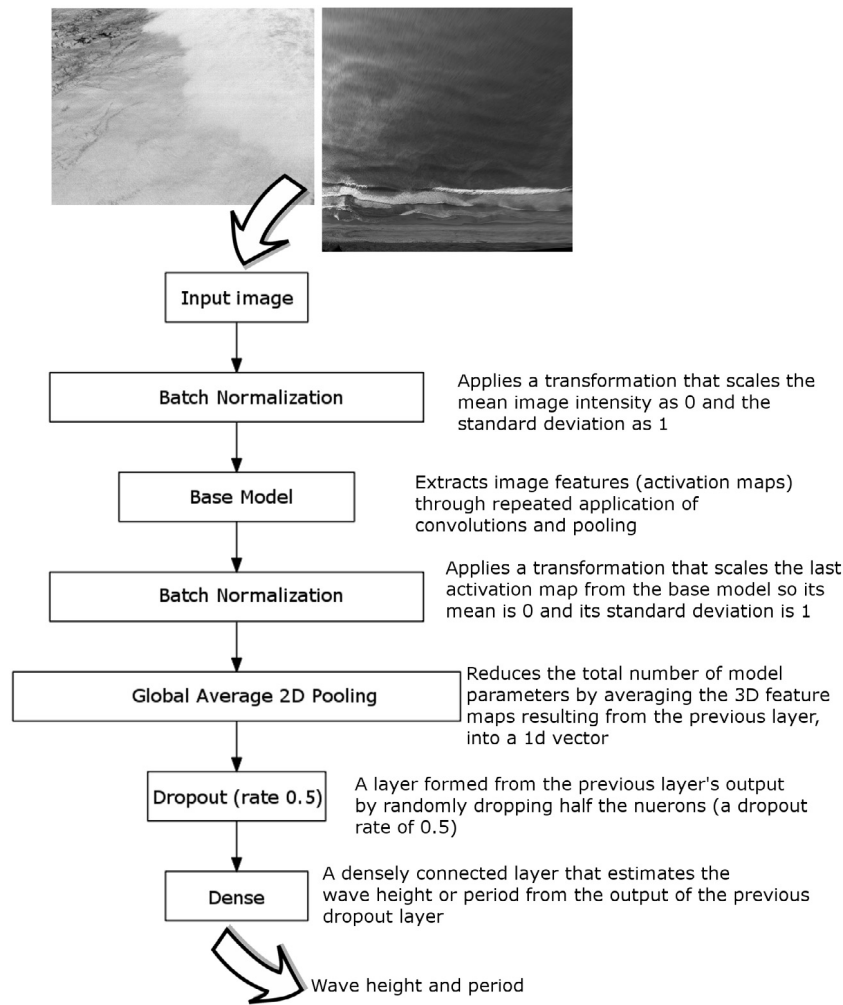 Input image
Batch Normalization
Applies a transformation that scales the
mean image intensity as 0 and the
standard deviation as 1
Base Model
Extracts image features (activation maps)
through repeated application of
convolutions and pooling
Batch Normalization
Applies a transformation that scales the last
activation map from the base model so its
mean is 0 and its standard deviation is 1
Global Average 2D Pooling
Reduces the total number of model
parameters by averaging the 3D feature
maps resulting from the previous layer,
into a 1d vector
Dropout (rate 0.5)
A layer formed from the previous layer's output
by randomly dropping half the nuerons (a dropout
rate of 0.5)
Dense
A densely connected layer that estimates the
wave height or period from the output of the previous
dropout layer
Wave height and period